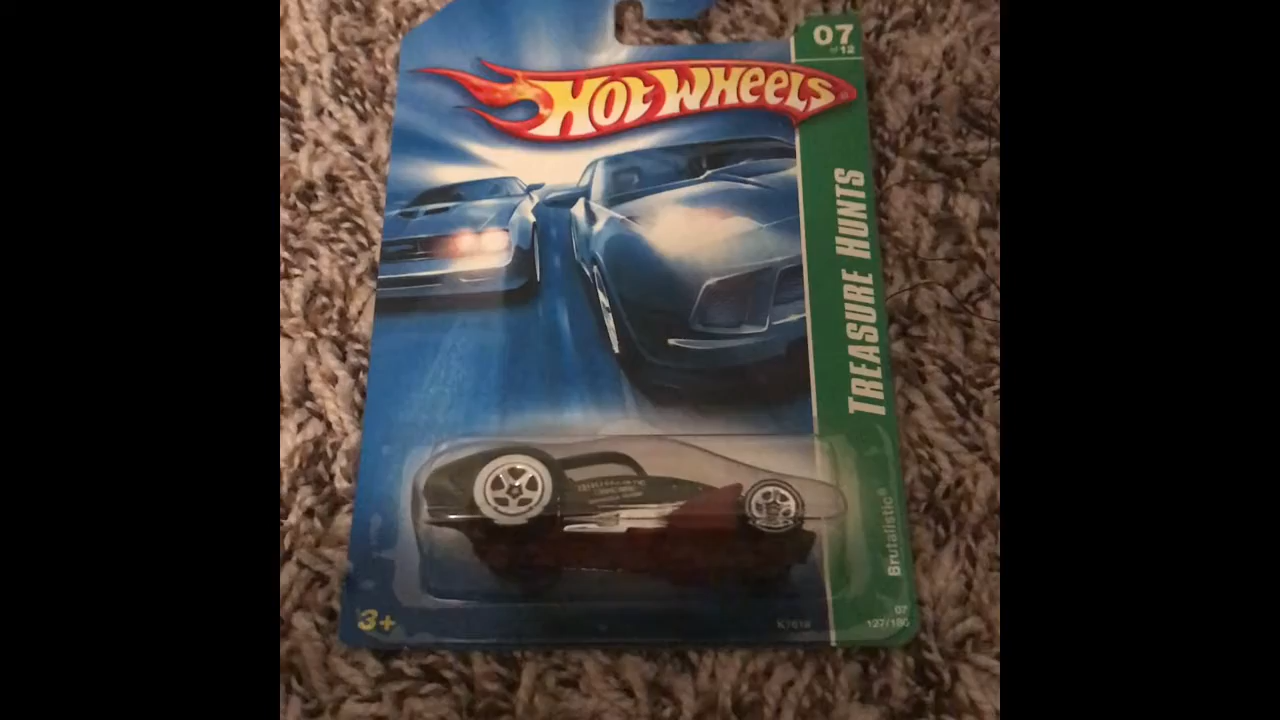 07
of 12
HOT WHEELS
TREASURE HUNTS
Brutalistic®
07
127/180
3+